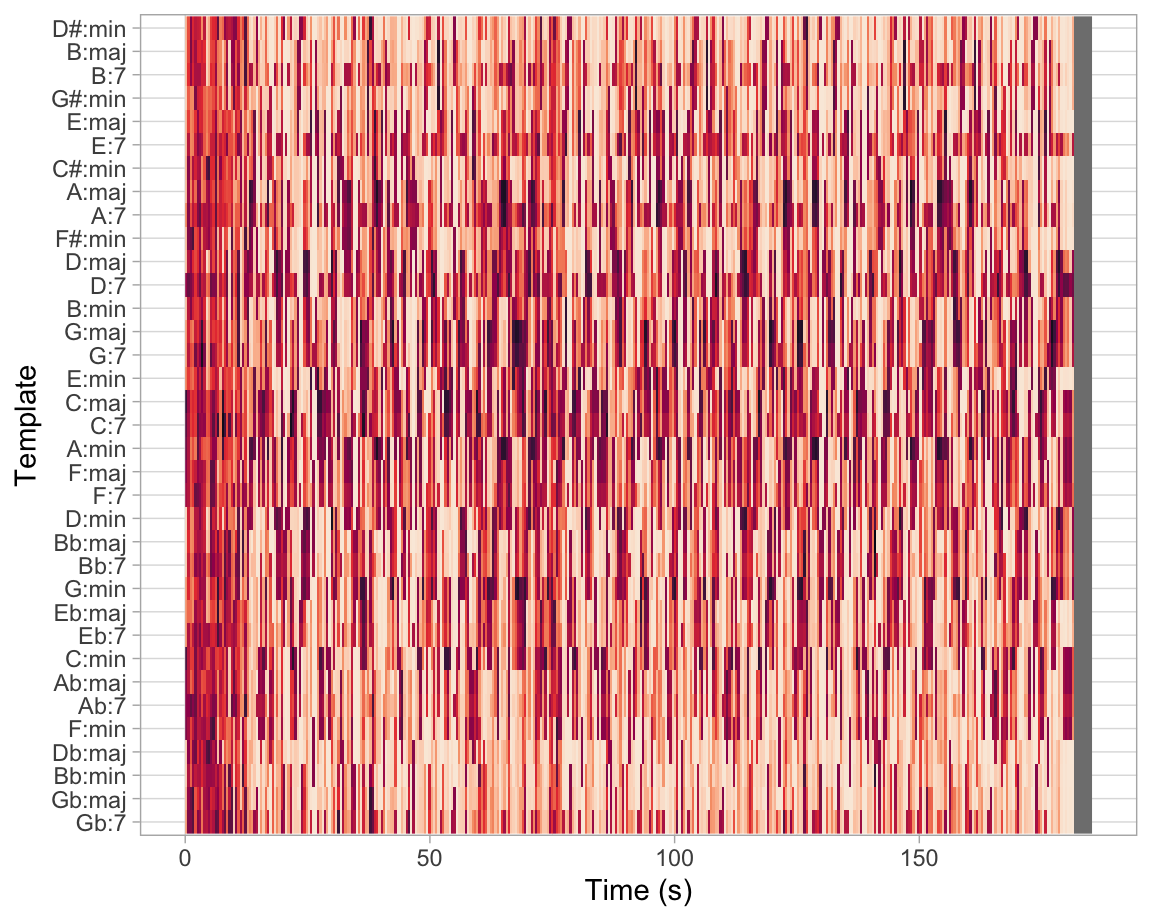 D#:min
B:maj
B:7
G#:min
E:maj
E:7
C#:min
A:maj
A:7
F#:min
D:maj
D:7
B:min
G:maj
G:7
E:min
C:maj
C:7
A:min
F:maj
F:7
D:min
Bb:maj
Bb:7
G:min
Eb:maj
Eb:7
C:min
Ab:maj
Ab:7
F:min
Db:maj
Bb:min
Gb:maj
Gb:7
Template
0 50 100 150
Time (s)